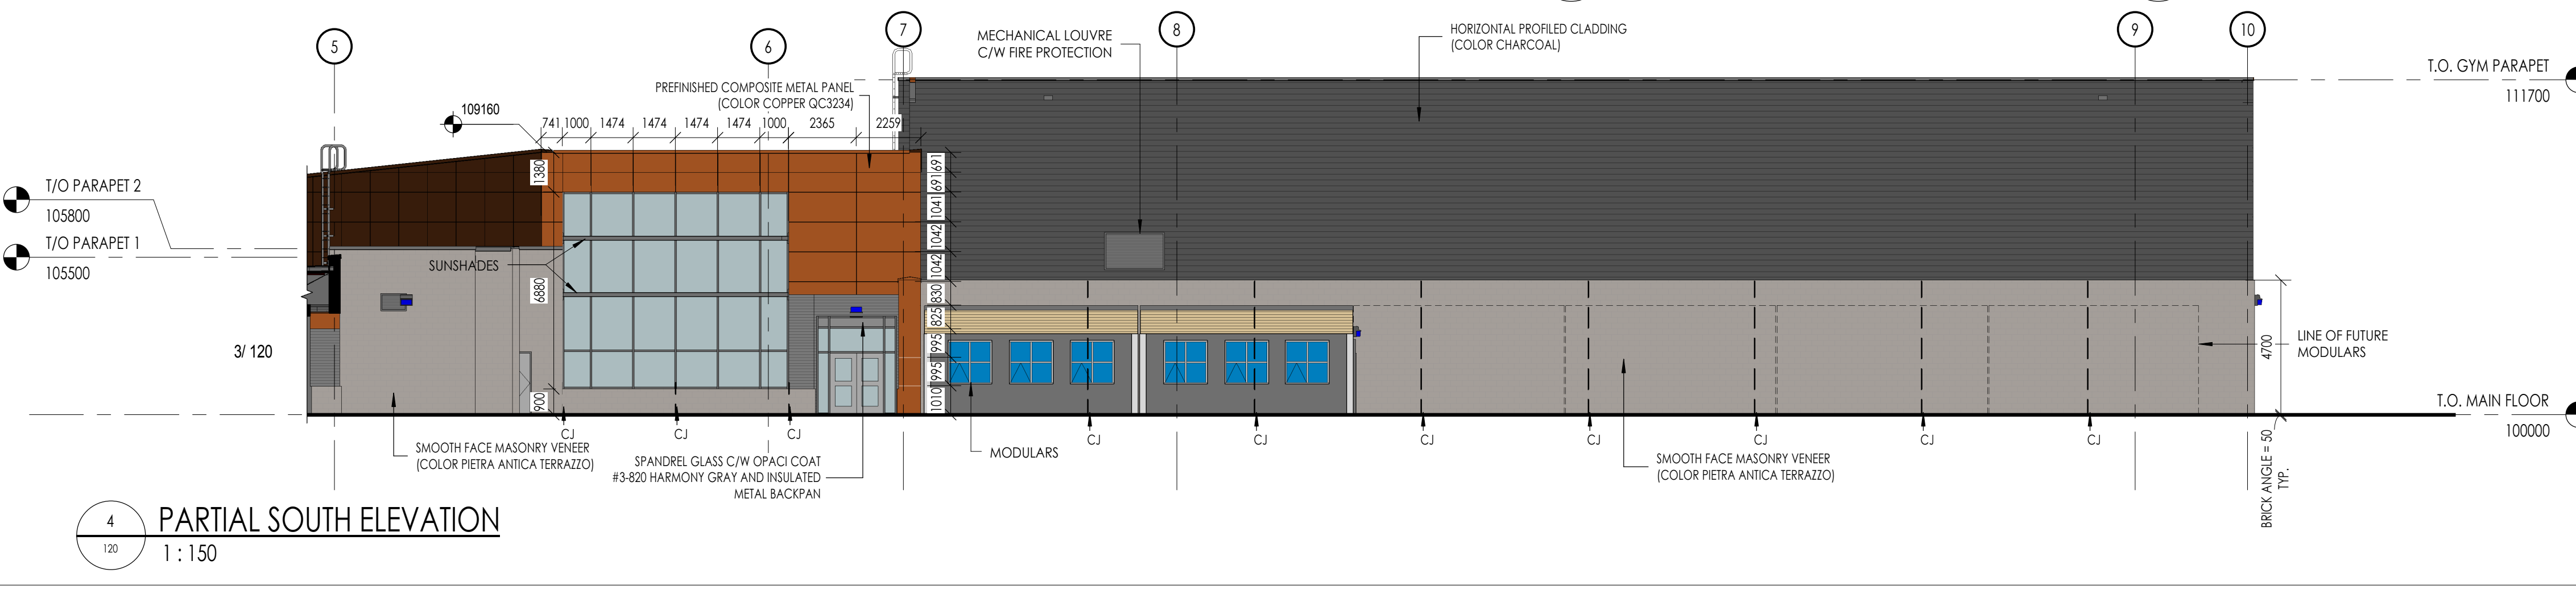 5
6
7
8
9
10
MECHANICAL LOUVRE
C/W FIRE PROTECTION
HORIZONTAL PROFILED CLADDING
(COLOR CHARCOAL)
T.O. GYM PARAPET
111700
PREFINISHED COMPOSITE METAL PANEL
(COLOR COPPER QC3234)
109160
741
1000
1474
1474
1474
1474
1000
2365
2259
T/O PARAPET 2
105800
T/O PARAPET 1
105500
1380
6880
900
691
691
1041
1042
1042
830
825
995
995
1010
SUNSHADES
3/ 120
LINE OF FUTURE
MODULARS
4700
T.O. MAIN FLOOR
100000
CJ
CJ
CJ
CJ
CJ
CJ
CJ
CJ
CJ
CJ
SMOOTH FACE MASONRY VENEER
(COLOR PIETRA ANTICA TERRAZZO)
SPANDREL GLASS C/W OPACI COAT
#3-820 HARMONY GRAY AND INSULATED
METAL BACKPAN
MODULARS
SMOOTH FACE MASONRY VENEER
(COLOR PIETRA ANTICA TERRAZZO)
BRICK ANGLE = 50
TYP.
4
120
PARTIAL SOUTH ELEVATION
1 : 150